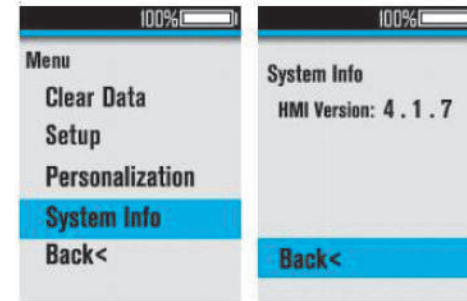 100%
Menu
Clear Data
Setup
Personalization
System Info
Back<
100%
System Info
HMI Version: 4 . 1 . 7
Back<